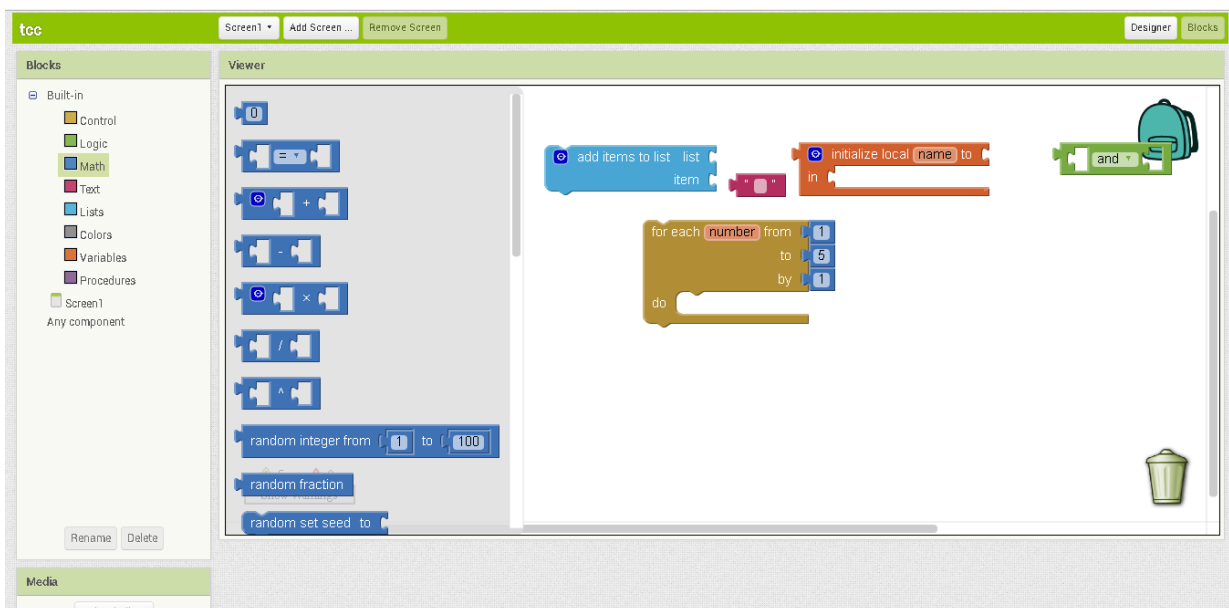 tcc
Screen1
Add Screen ...
Remove Screen
Designer
Blocks
Blocks
Viewer
Built-in
Control
Logic
Math
Text
Lists
Colors
Variables
Procedures
Screen1
Any component
Rename
Delete
Media
0
=
+
-
×
/
^
random integer from 1 to 100
random fraction
random set seed to
add items to list list
item
" "
initialize local name to
in
and
for each number from 1
to 5
by 1
do